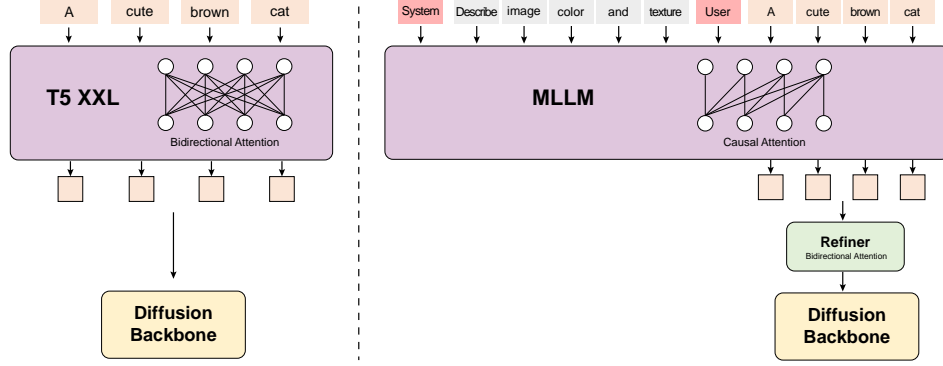 A cute brown cat
T5 XXL
Bidirectional Attention
Diffusion
Backbone
System Describe image color and texture User A cute brown cat
MLLM
Causal Attention
Refiner
Bidirectional Attention
Diffusion
Backbone